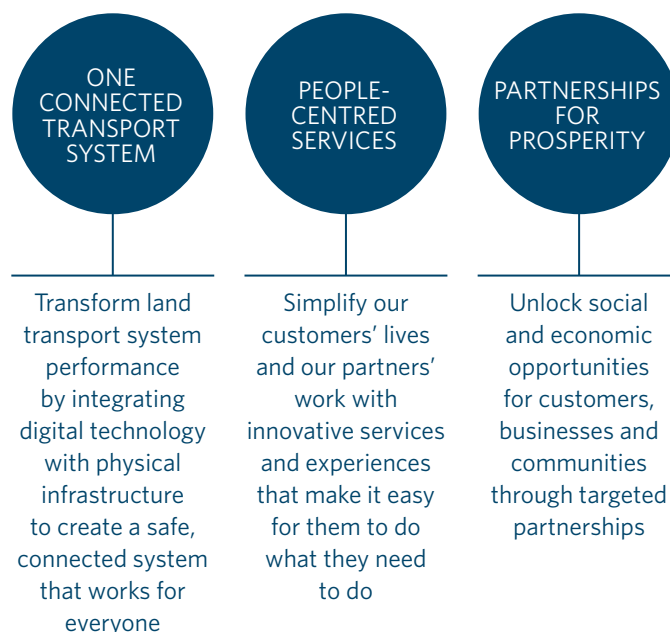 ONE
CONNECTED
TRANSPORT
SYSTEM
Transform land
transport system
performance
by integrating
digital technology
with physical
infrastructure
to create a safe,
connected system
that works for
everyone
PEOPLE-
CENTRED
SERVICES
Simplify our
customers’ lives
and our partners’
work with
innovative services
and experiences
that make it easy
for them to do
what they need
to do
PARTNERSHIPS
FOR
PROSPERITY
Unlock social
and economic
opportunities
for customers,
businesses and
communities
through targeted
partnerships